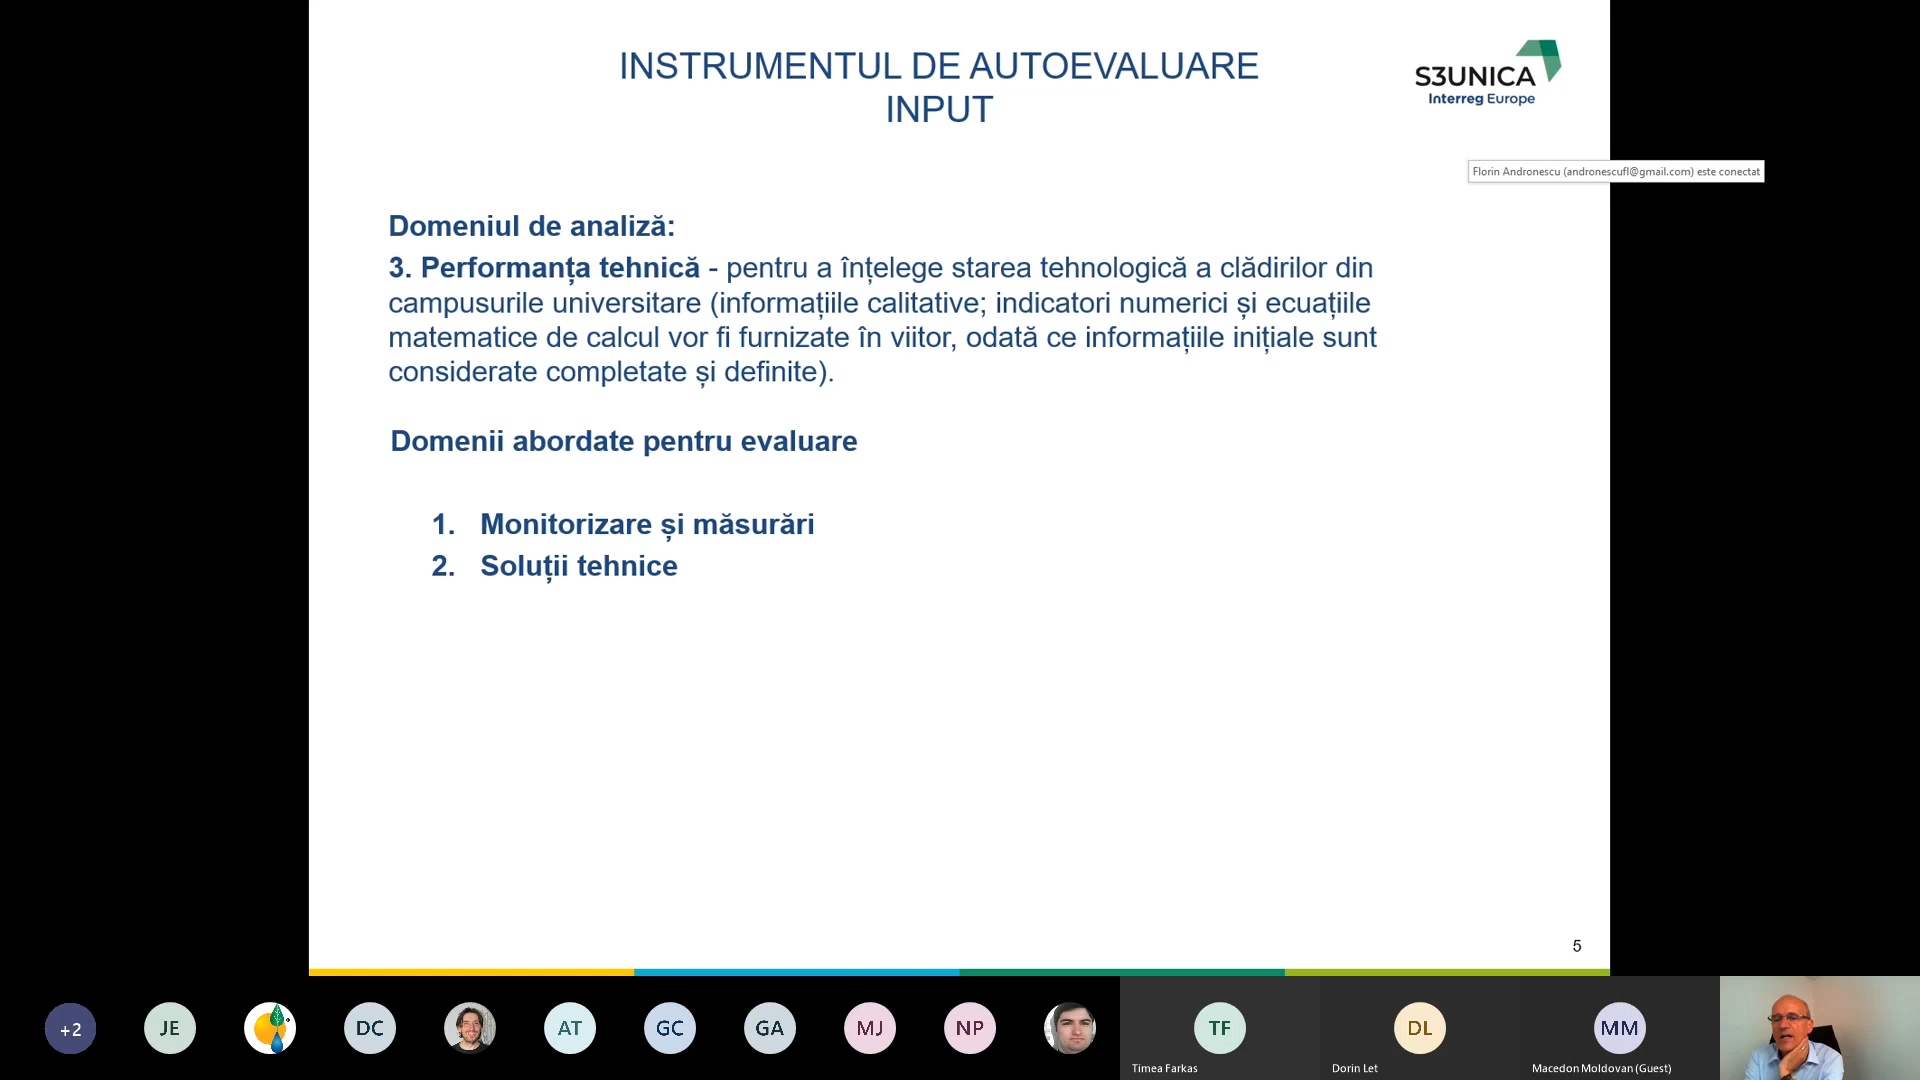 INSTRUMENTUL DE AUTOEVALUARE
INPUT
S3UNICA
Interreg Europe
Florin Andronescu (andronescufl@gmail.com) este conectat
Domeniul de analiză:
3. Performanța tehnică - pentru a înțelege starea tehnologică a clădirilor din
campusurile universitare (informațiile calitative; indicatori numerici și ecuațiile
matematice de calcul vor fi furnizate în viitor, odată ce informațiile inițiale sunt
considerate completate și definite).
Domenii abordate pentru evaluare
1. Monitorizare și măsurări
2. Soluții tehnice
5
+2
JE
DC
AT
GC
GA
MJ
NP
TF
DL
MM
Timea Farkas
Dorin Let
Macedon Moldovan (Guest)